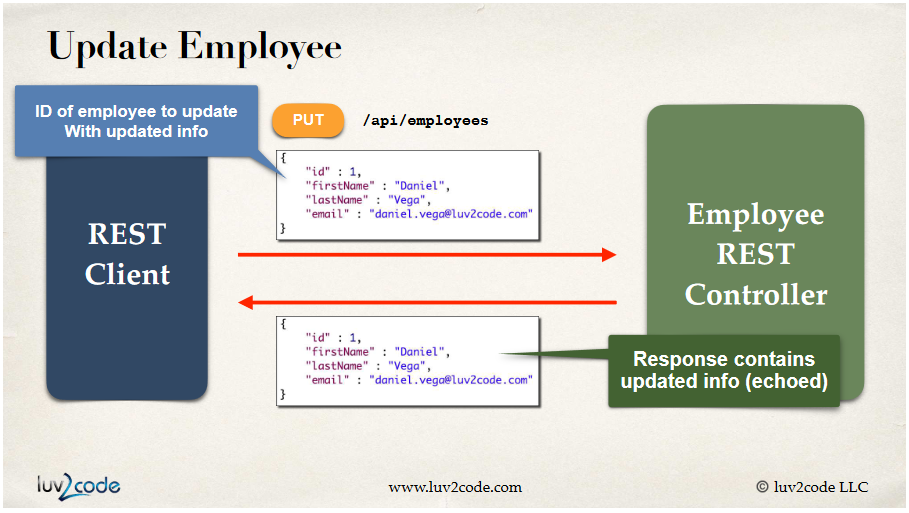 Update Employee
ID of employee to update
With updated info
PUT
/api/employees
{
"id" : 1,
"firstName" : "Daniel",
"lastName" : "Vega",
"email" : "daniel.vega@luv2code.com"
}
REST
Client
Employee
REST
Controller
{
"id" : 1,
"firstName" : "Daniel",
"lastName" : "Vega",
"email" : "daniel.vega@luv2code.com"
}
Response contains
updated info (echoed)
luv2code
www.luv2code.com
© luv2code LLC